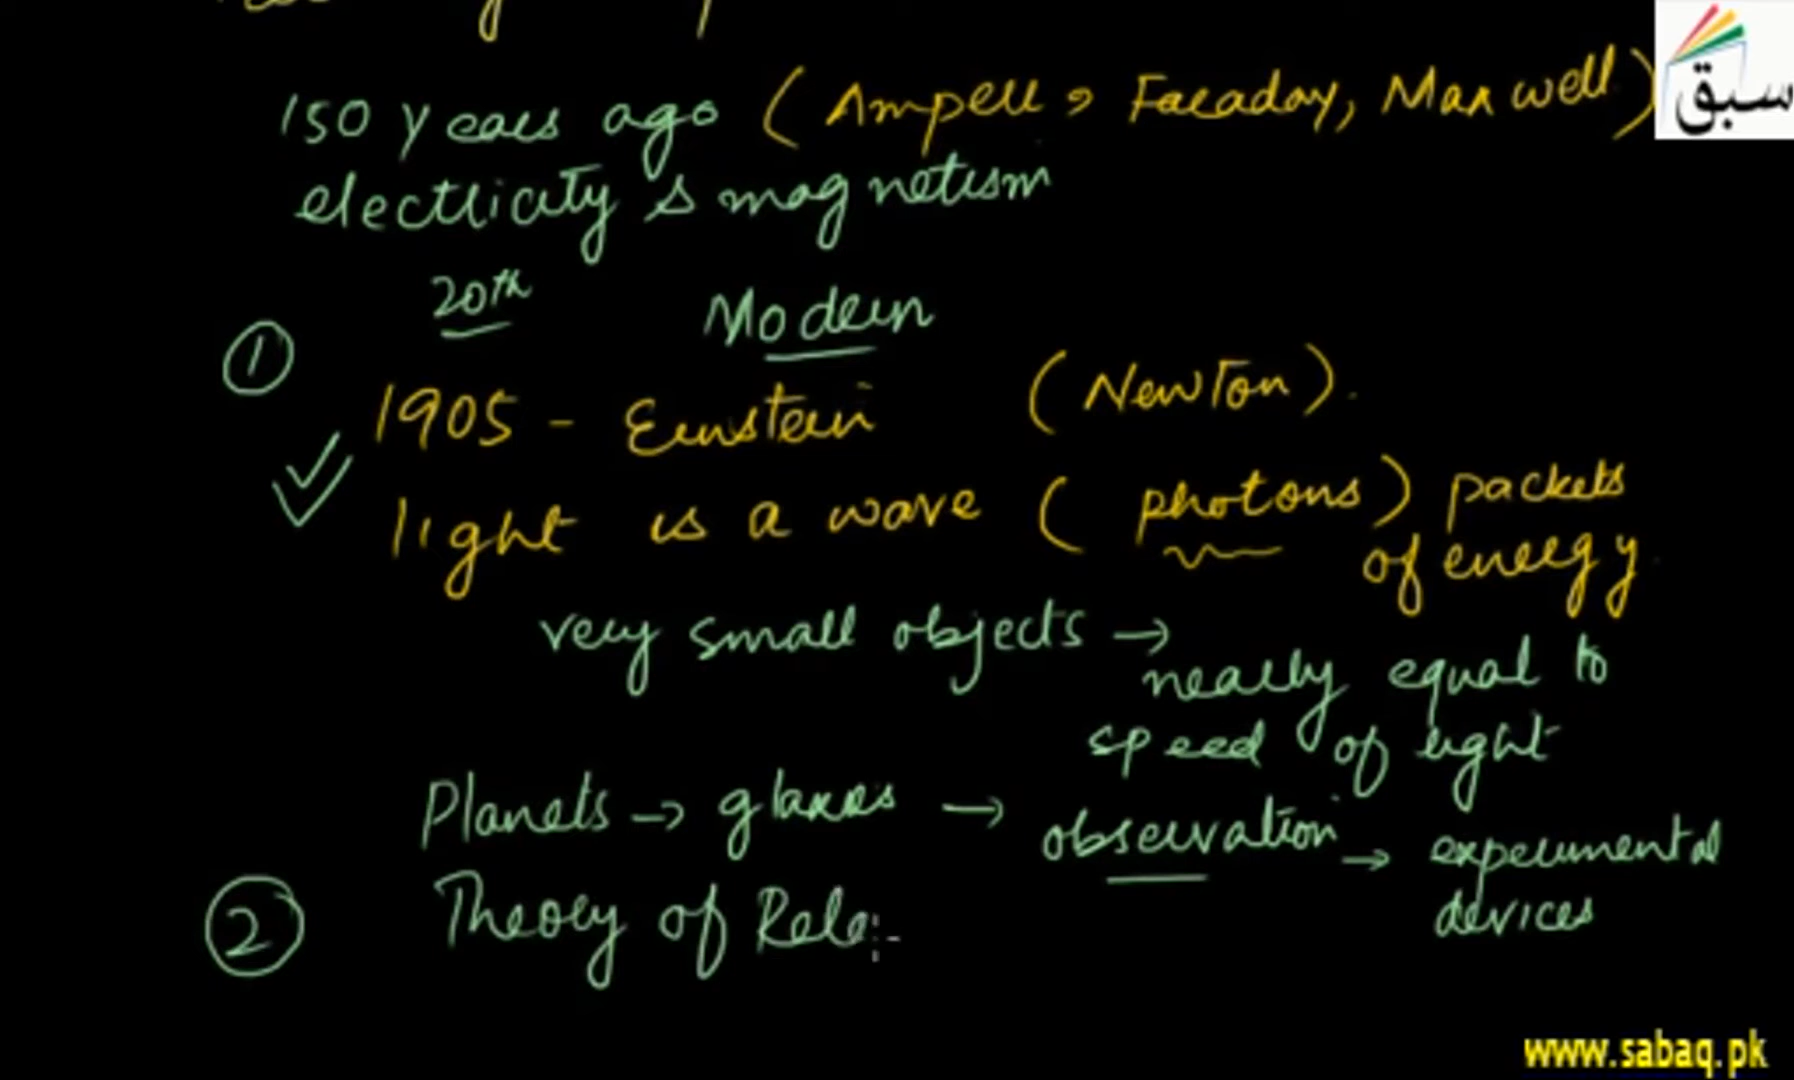 150 years ago (Ampere, Faraday, Maxwell)
سبق
electricity & magnetism
20th
Modern
①
1905 - Einstein (Newton).
light is a wave (photons) packets
of energy
very small objects →
nearly equal to
speed of light
Planets → glaxes →
observation → experimental
devices
② Theory of Rela
www.sabaq.pk